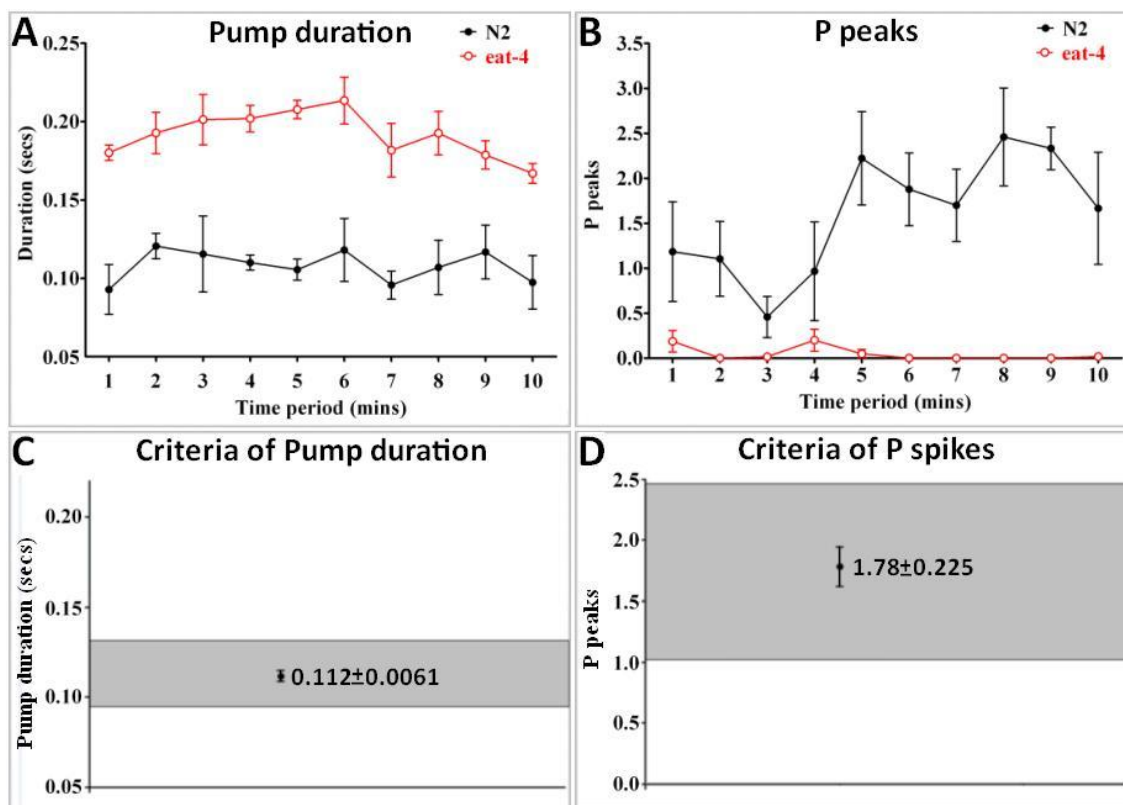 A
Pump duration
N2
eat-4
Duration (secs)
0.25
0.20
0.15
0.10
0.05
1 2 3 4 5 6 7 8 9 10
Time period (mins)
B
P peaks
N2
eat-4
P peaks
3.5
3.0
2.5
2.0
1.5
1.0
0.5
0.0
1 2 3 4 5 6 7 8 9 10
Time period (mins)
C
Criteria of Pump duration
Pump duration (secs)
0.20
0.15
0.10
0.05
0.112±0.0061
D
Criteria of P spikes
P peaks
2.5
2.0
1.5
1.0
0.5
0.0
1.78±0.225